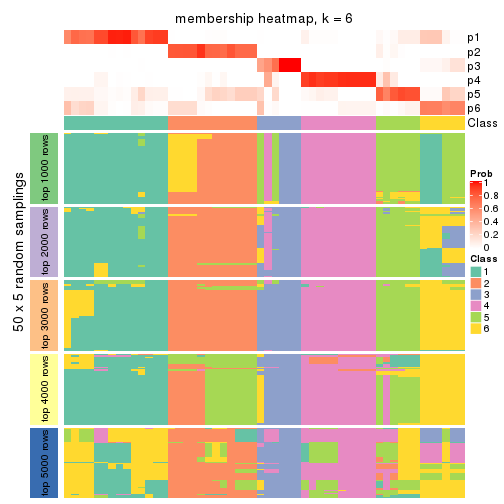 membership heatmap, k = 6
p1
p2
p3
p4
p5
p6
Class
50 x 5 random samplings
top 1000 rows
top 2000 rows
top 3000 rows
top 4000 rows
top 5000 rows
Prob
1
0.8
0.6
0.4
0.2
0
Class
1
2
3
4
5
6